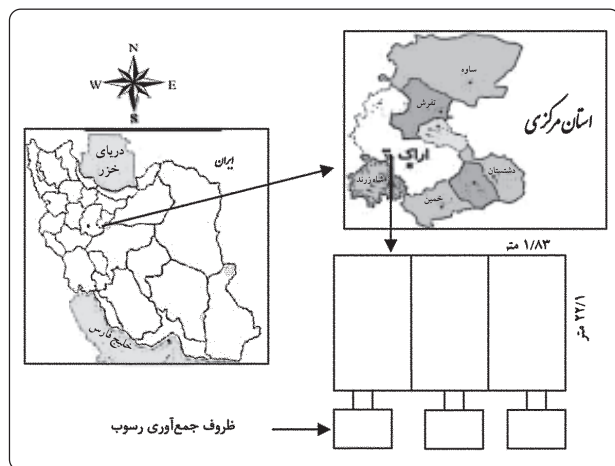 N
W E
S
دریای
خزر
ایران
خلیج فارس
ساوه
تفرش
استان مرکزی
اراک
شازند
خمین
دشتستان
۱/۸۳ متر
۲۲/۱ متر
ظروف جمع‌آوری رسوب